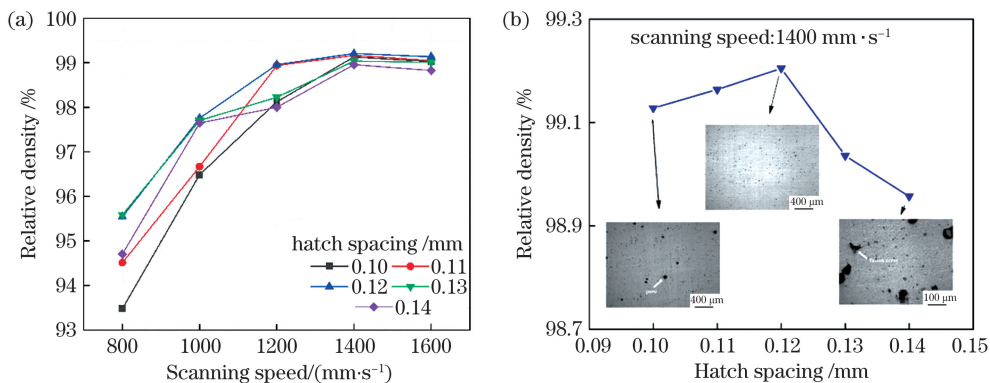 (a)
100
99
98
97
96
95
94
93
Relative density /%
800 1000 1200 1400 1600
Scanning speed/(mm·s⁻¹)
hatch spacing /mm
0.10 0.11
0.12 0.13
0.14
(b)
99.3
99.1
98.9
98.7
Relative density /%
scanning speed:1400 mm·s⁻¹
400 μm
pore
400 μm
100 μm
0.09 0.10 0.11 0.12 0.13 0.14 0.15
Hatch spacing /mm